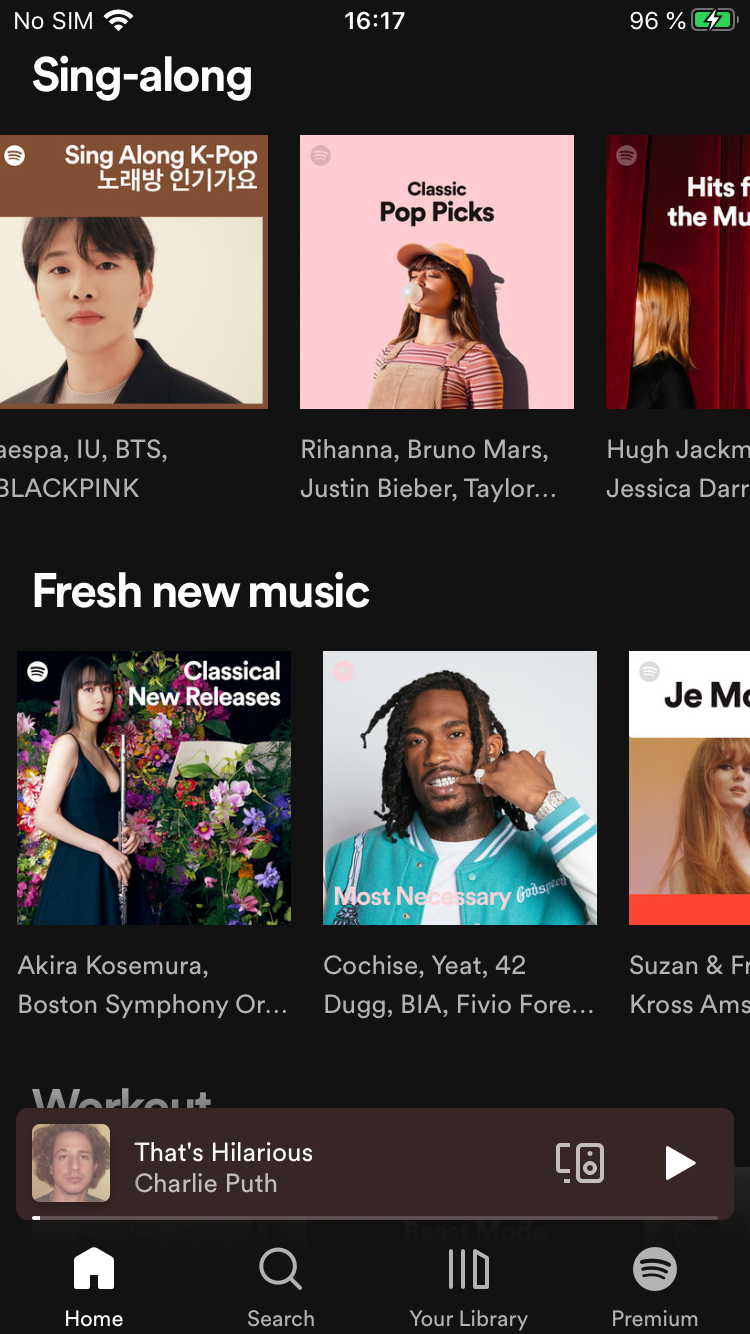 No SIM 16:17 96 %
Sing-along
Sing Along K-Pop
노래방 인기가요
Classic
Pop Picks
Hits f
the Mu
aespa, IU, BTS,
BLACKPINK
Rihanna, Bruno Mars,
Justin Bieber, Taylor...
Hugh Jackm
Jessica Darr
Fresh new music
Classical
New Releases
Most Necessary
Godspeed
Je Mo
Akira Kosemura,
Boston Symphony Or...
Cochise, Yeat, 42
Dugg, BIA, Fivio Fore...
Suzan & Fr
Kross Ams
Workout
That's Hilarious
Charlie Puth
Beast Mode
Home
Search
Your Library
Premium